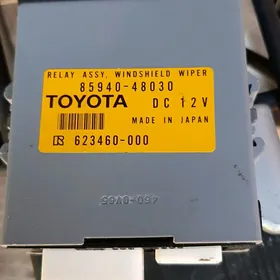 RELAY ASSY, WINDSHIELD WIPER
85940-48030
TOYOTA DC 12V
MADE IN JAPAN
623460-000